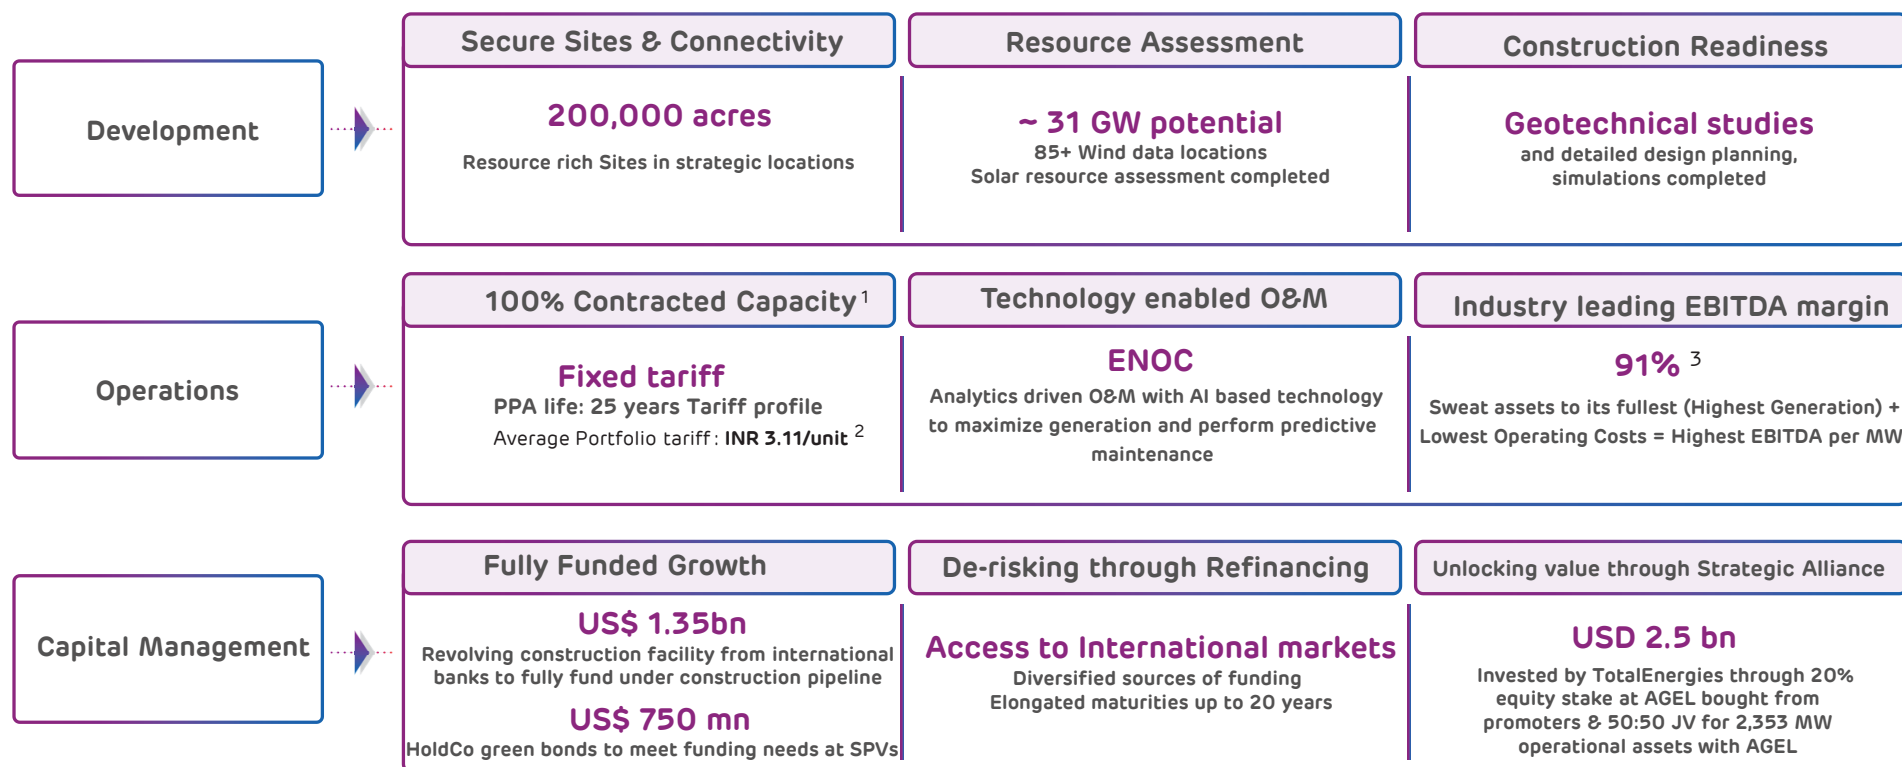 Development
Secure Sites & Connectivity
200,000 acres
Resource rich Sites in strategic locations
Resource Assessment
~ 31 GW potential
85+ Wind data locations
Solar resource assessment completed
Construction Readiness
Geotechnical studies
and detailed design planning,
simulations completed
Operations
100% Contracted Capacity 1
Fixed tariff
PPA life: 25 years Tariff profile
Average Portfolio tariff: INR 3.11/unit 2
Technology enabled O&M
ENOC
Analytics driven O&M with AI based technology
to maximize generation and perform predictive
maintenance
Industry leading EBITDA margin
91% 3
Sweat assets to its fullest (Highest Generation) +
Lowest Operating Costs = Highest EBITDA per MW
Capital Management
Fully Funded Growth
US$ 1.35bn
Revolving construction facility from international
banks to fully fund under construction pipeline
US$ 750 mn
HoldCo green bonds to meet funding needs at SPVs
De-risking through Refinancing
Access to International markets
Diversified sources of funding
Elongated maturities up to 20 years
Unlocking value through Strategic Alliance
USD 2.5 bn
Invested by TotalEnergies through 20%
equity stake at AGEL bought from
promoters & 50:50 JV for 2,353 MW
operational assets with AGEL